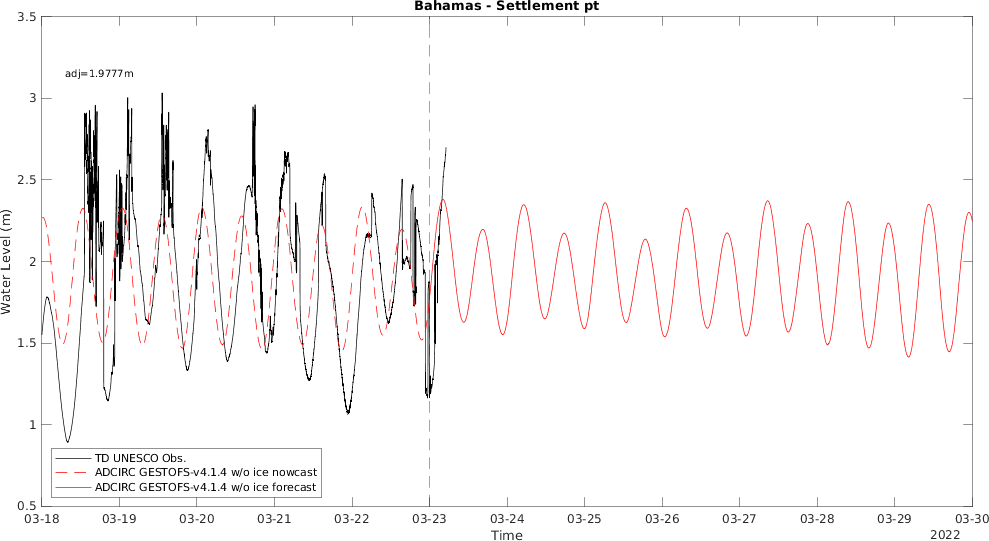 Bahamas - Settlement pt
3.5
3
2.5
2
1.5
1
0.5
Water Level (m)
adj=1.9777m
TD UNESCO Obs.
ADCIRC GESTOFS-v4.1.4 w/o ice nowcast
ADCIRC GESTOFS-v4.1.4 w/o ice forecast
03-18 03-19 03-20 03-21 03-22 03-23 03-24 03-25 03-26 03-27 03-28 03-29 03-30
Time
2022